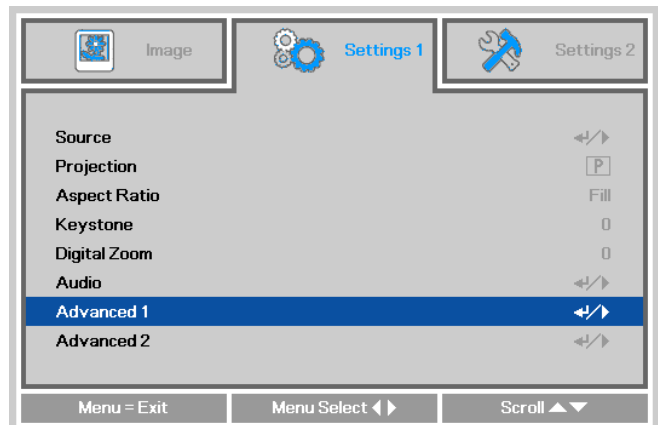 Image
Settings 1
Settings 2
Source
Projection P
Aspect Ratio Fill
Keystone 0
Digital Zoom 0
Audio
Advanced 1
Advanced 2
Menu = Exit
Menu Select
Scroll